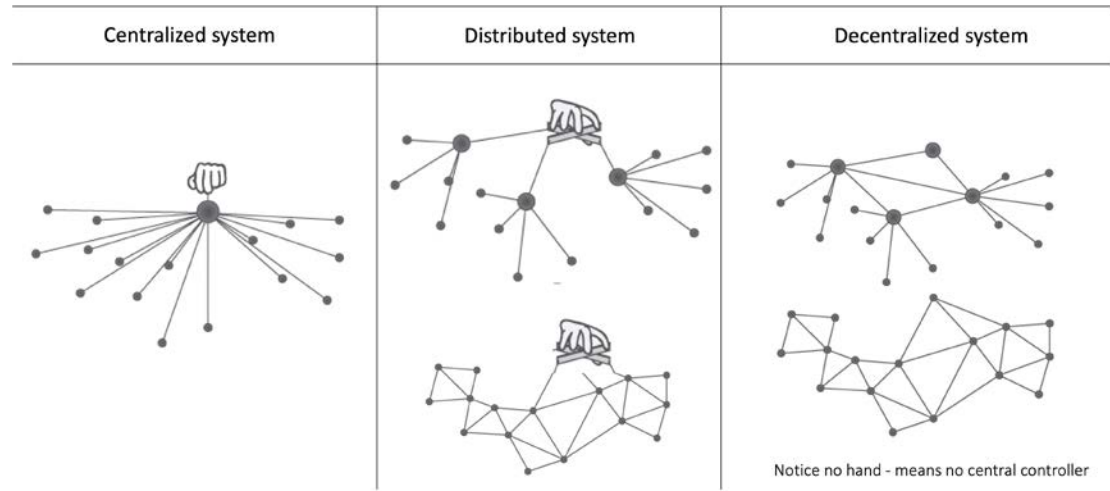 Centralized system
Distributed system
Decentralized system
Notice no hand - means no central controller